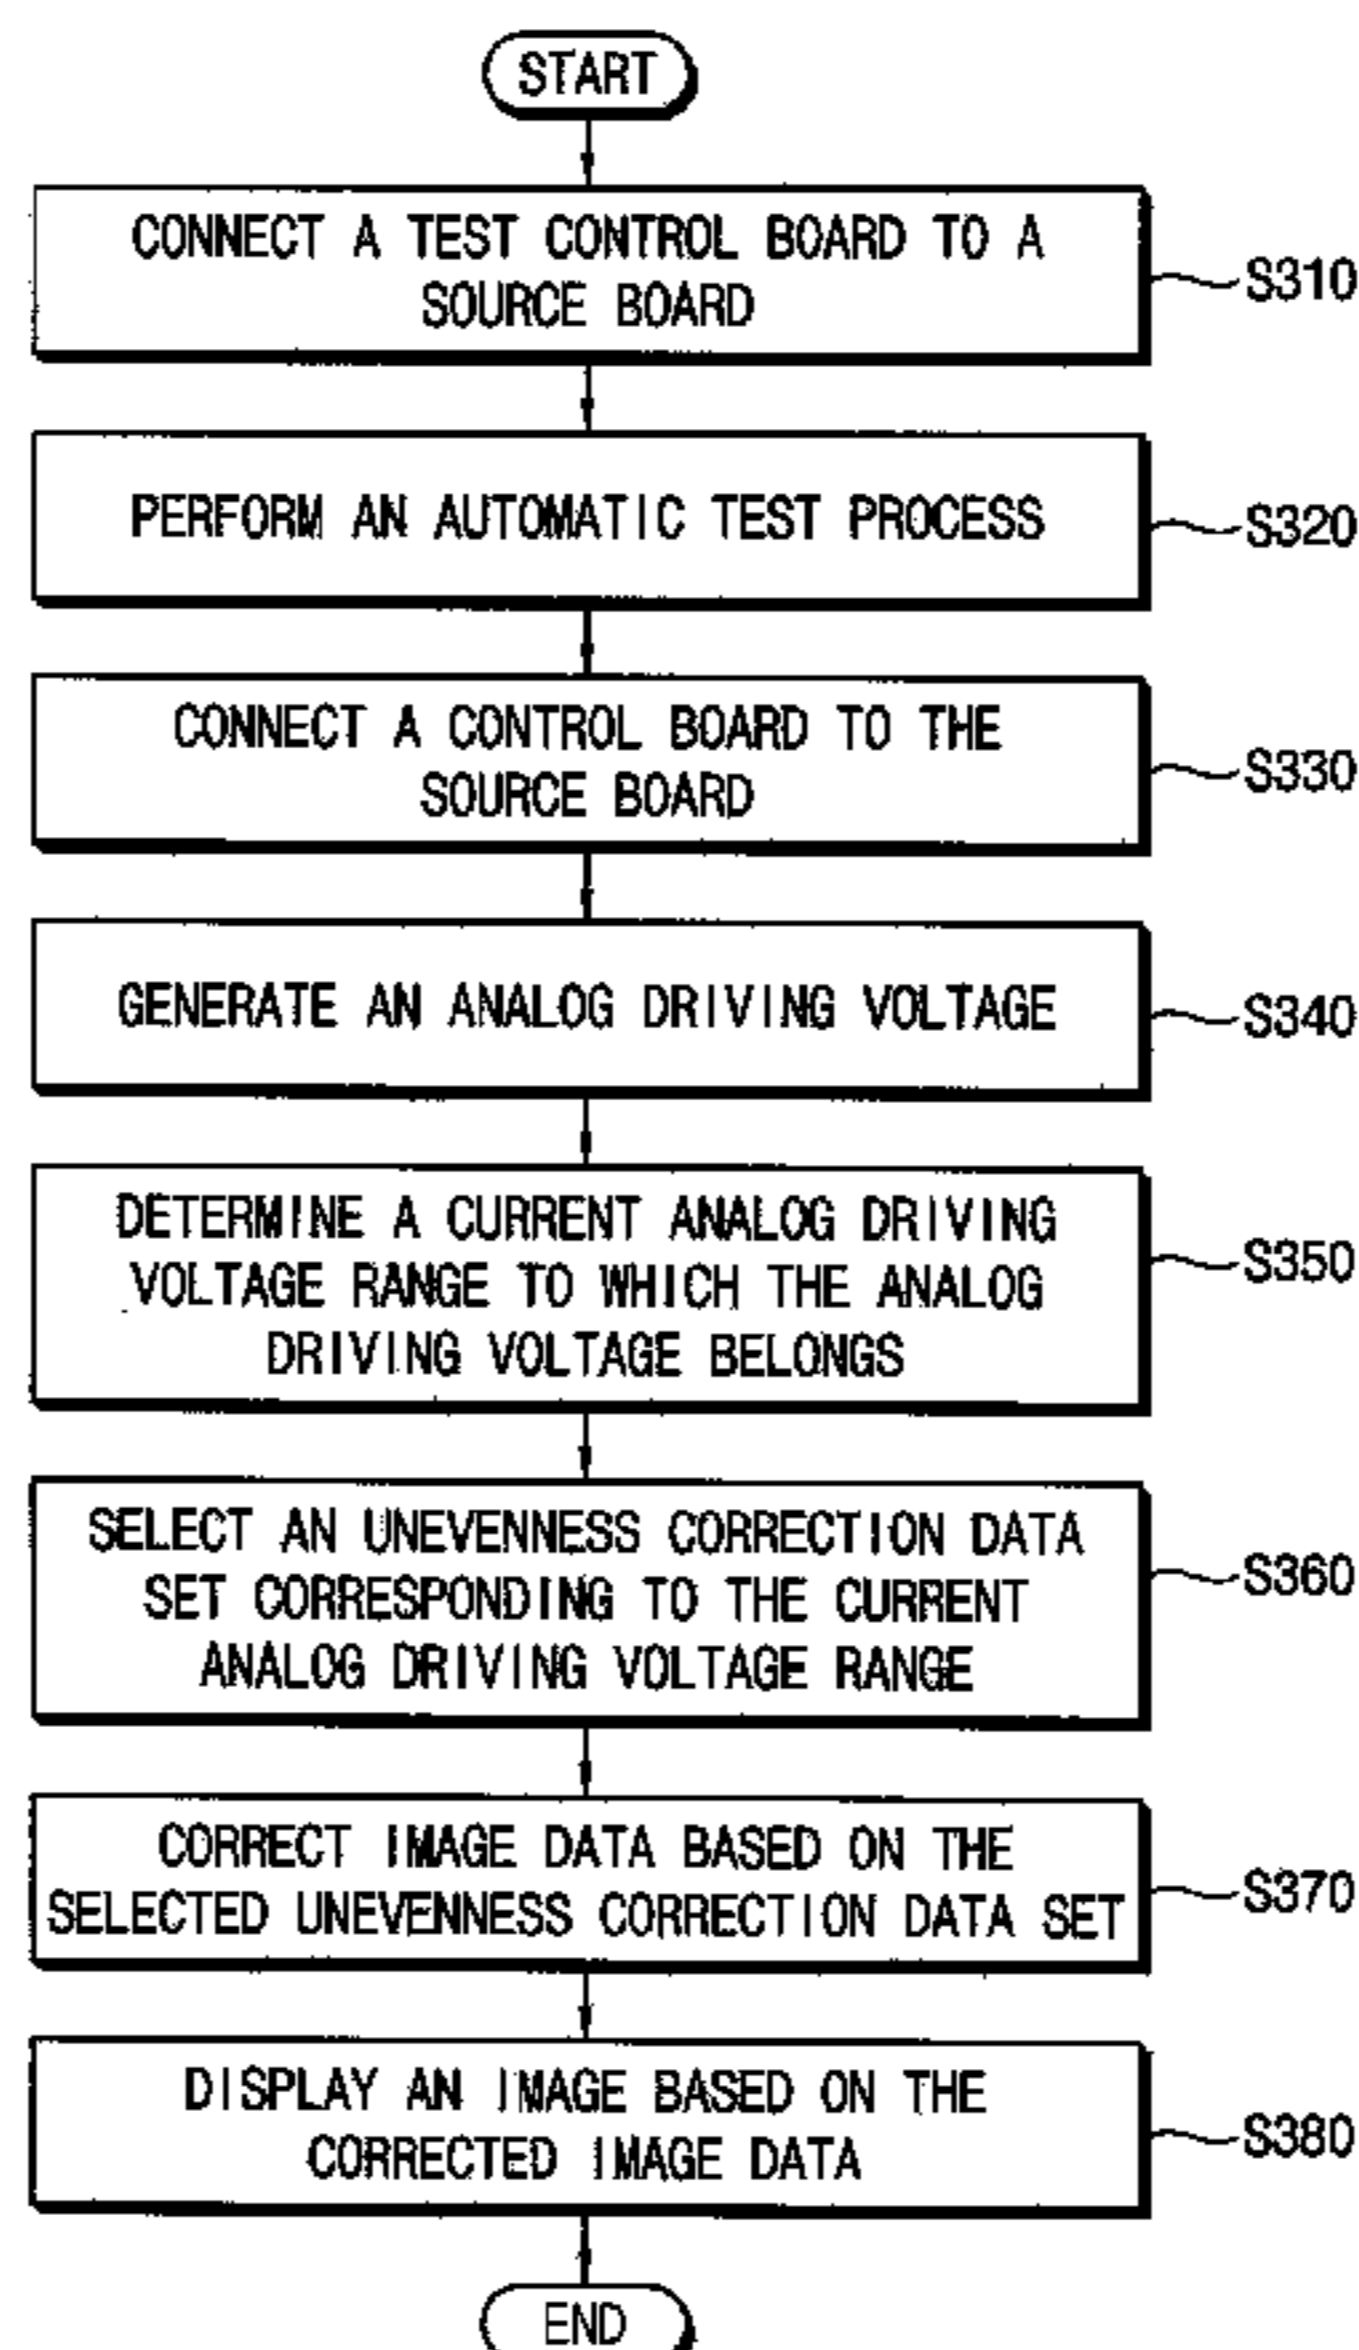 START
CONNECT A TEST CONTROL BOARD TO A
SOURCE BOARD
S310
PERFORM AN AUTOMATIC TEST PROCESS
S320
CONNECT A CONTROL BOARD TO THE
SOURCE BOARD
S330
GENERATE AN ANALOG DRIVING VOLTAGE
S340
DETERMINE A CURRENT ANALOG DRIVING
VOLTAGE RANGE TO WHICH THE ANALOG
DRIVING VOLTAGE BELONGS
S350
SELECT AN UNEVENNESS CORRECTION DATA
SET CORRESPONDING TO THE CURRENT
ANALOG DRIVING VOLTAGE RANGE
S360
CORRECT IMAGE DATA BASED ON THE
SELECTED UNEVENNESS CORRECTION DATA SET
S370
DISPLAY AN IMAGE BASED ON THE
CORRECTED IMAGE DATA
S380
END